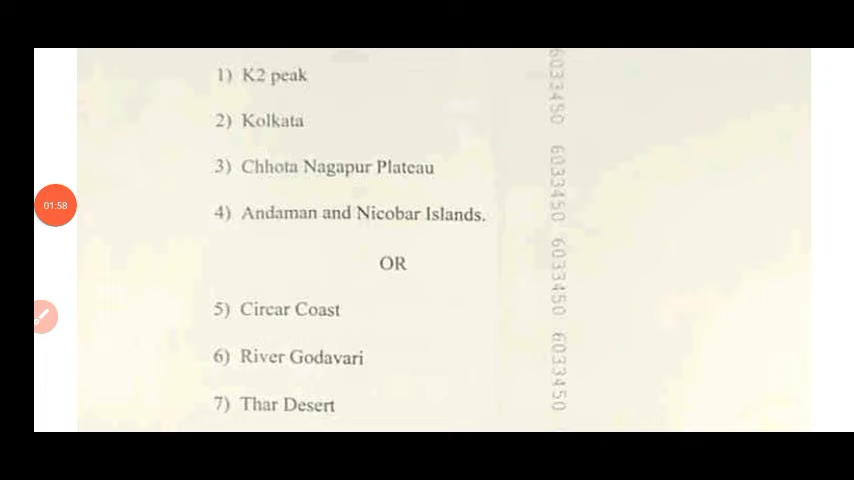 1) K2 peak
2) Kolkata
3) Chhota Nagapur Plateau
4) Andaman and Nicobar Islands.
OR
5) Circar Coast
6) River Godavari
7) Thar Desert
01:58
6033450 6033450 6033450 6033450